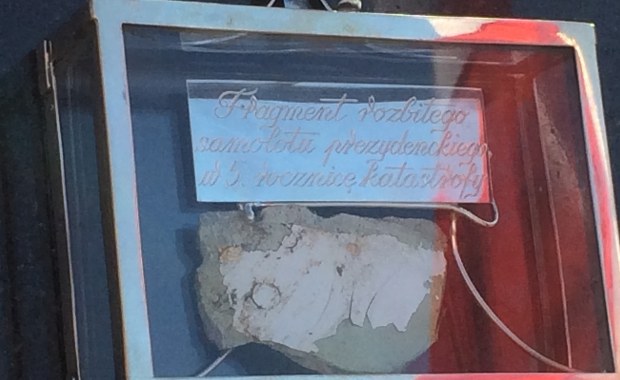 Fragment rozbitego
samolotu prezydenckiego
w 5. rocznicę katastrofy